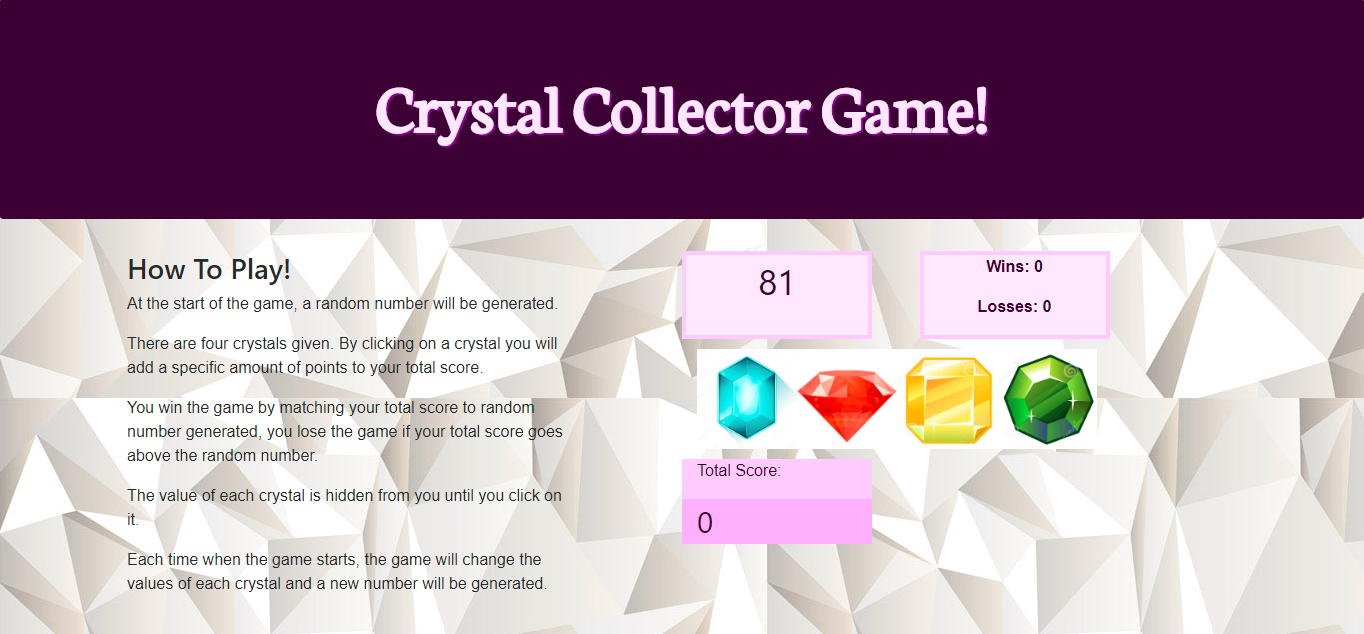 Crystal Collector Game!
How To Play!
At the start of the game, a random number will be generated.
There are four crystals given. By clicking on a crystal you will
add a specific amount of points to your total score.
You win the game by matching your total score to random
number generated, you lose the game if your total score goes
above the random number.
The value of each crystal is hidden from you until you click on
it.
Each time when the game starts, the game will change the
values of each crystal and a new number will be generated.
81
Wins: 0
Losses: 0
Total Score:
0